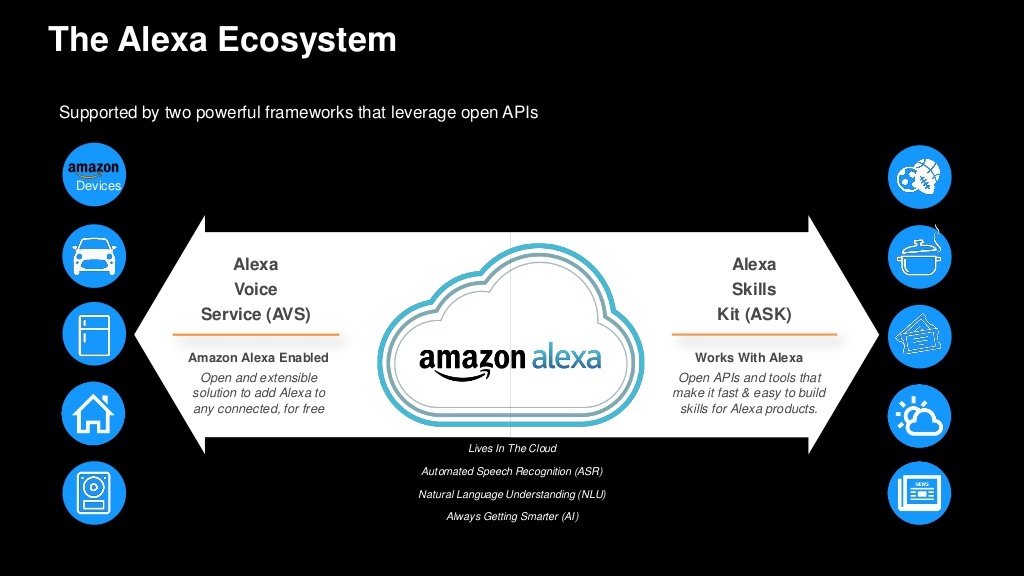 The Alexa Ecosystem
Supported by two powerful frameworks that leverage open APIs
amazon
Devices
Alexa
Voice
Service (AVS)
Amazon Alexa Enabled
Open and extensible
solution to add Alexa to
any connected, for free
amazon alexa
Alexa
Skills
Kit (ASK)
Works With Alexa
Open APIs and tools that
make it fast & easy to build
skills for Alexa products.
Lives In The Cloud
Automated Speech Recognition (ASR)
Natural Language Understanding (NLU)
Always Getting Smarter (AI)
NEWS